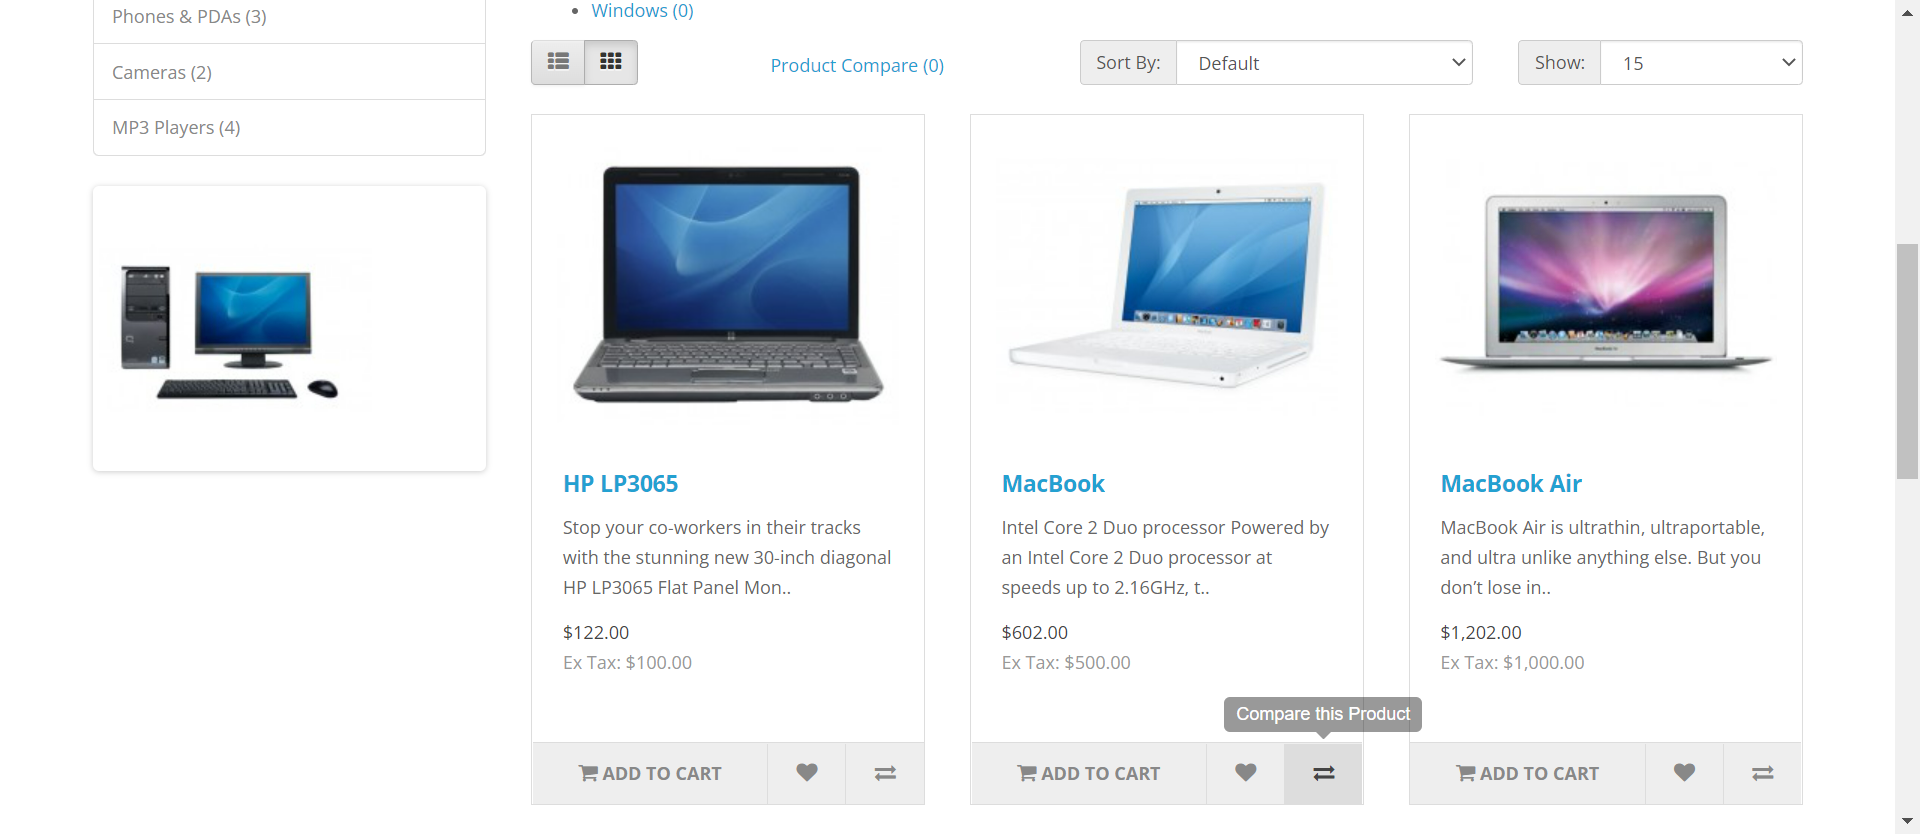 Phones & PDAs (3)
Cameras (2)
MP3 Players (4)
Windows (0)
Product Compare (0)
Sort By:
Default
Show:
15
HP LP3065
Stop your co-workers in their tracks
with the stunning new 30-inch diagonal
HP LP3065 Flat Panel Mon..
$122.00
Ex Tax: $100.00
ADD TO CART
MacBook
Intel Core 2 Duo processor Powered by
an Intel Core 2 Duo processor at
speeds up to 2.16GHz, t..
$602.00
Ex Tax: $500.00
Compare this Product
ADD TO CART
MacBook Air
MacBook Air is ultrathin, ultraportable,
and ultra unlike anything else. But you
don’t lose in..
$1,202.00
Ex Tax: $1,000.00
ADD TO CART